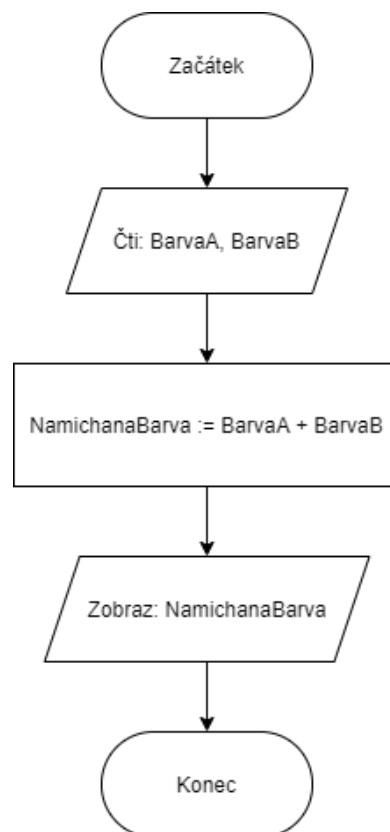 Začátek
Čti: BarvaA, BarvaB
NamichanaBarva := BarvaA + BarvaB
Zobraz: NamichanaBarva
Konec